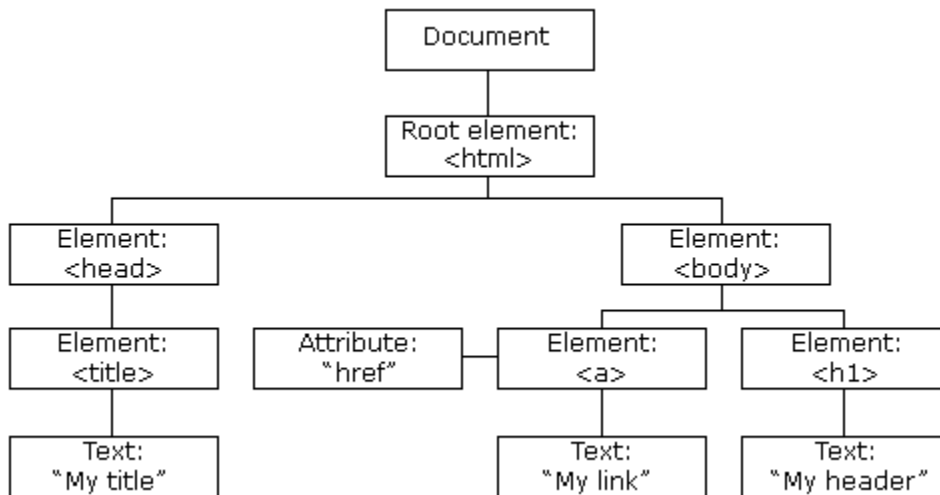 Document
Root element:
<html>
Element:
<head>
Element:
<body>
Element:
<title>
Attribute:
“href”
Element:
<a>
Element:
<h1>
Text:
“My title”
Text:
“My link”
Text:
“My header”